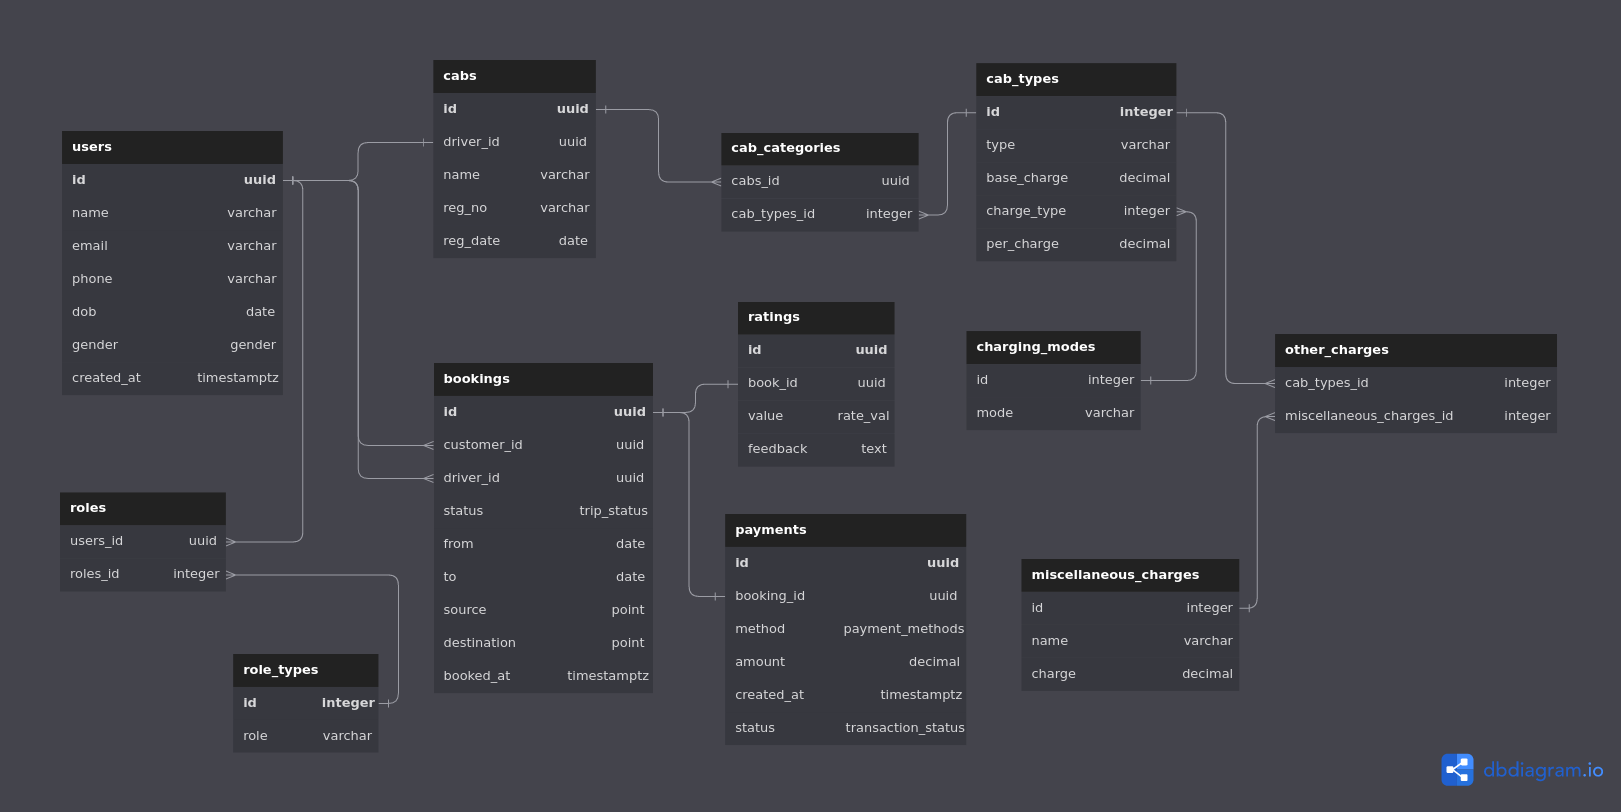 users
id uuid
name varchar
email varchar
phone varchar
dob date
gender gender
created_at timestamptz
cabs
id uuid
driver_id uuid
name varchar
reg_no varchar
reg_date date
cab_categories
cabs_id uuid
cab_types_id integer
cab_types
id integer
type varchar
base_charge decimal
charge_type integer
per_charge decimal
ratings
id uuid
book_id uuid
value rate_val
feedback text
charging_modes
id integer
mode varchar
other_charges
cab_types_id integer
miscellaneous_charges_id integer
bookings
id uuid
customer_id uuid
driver_id uuid
status trip_status
from date
to date
source point
destination point
booked_at timestamptz
roles
users_id uuid
roles_id integer
payments
id uuid
booking_id uuid
method payment_methods
amount decimal
created_at timestamptz
status transaction_status
miscellaneous_charges
id integer
name varchar
charge decimal
role_types
id integer
role varchar
dbdiagram.io